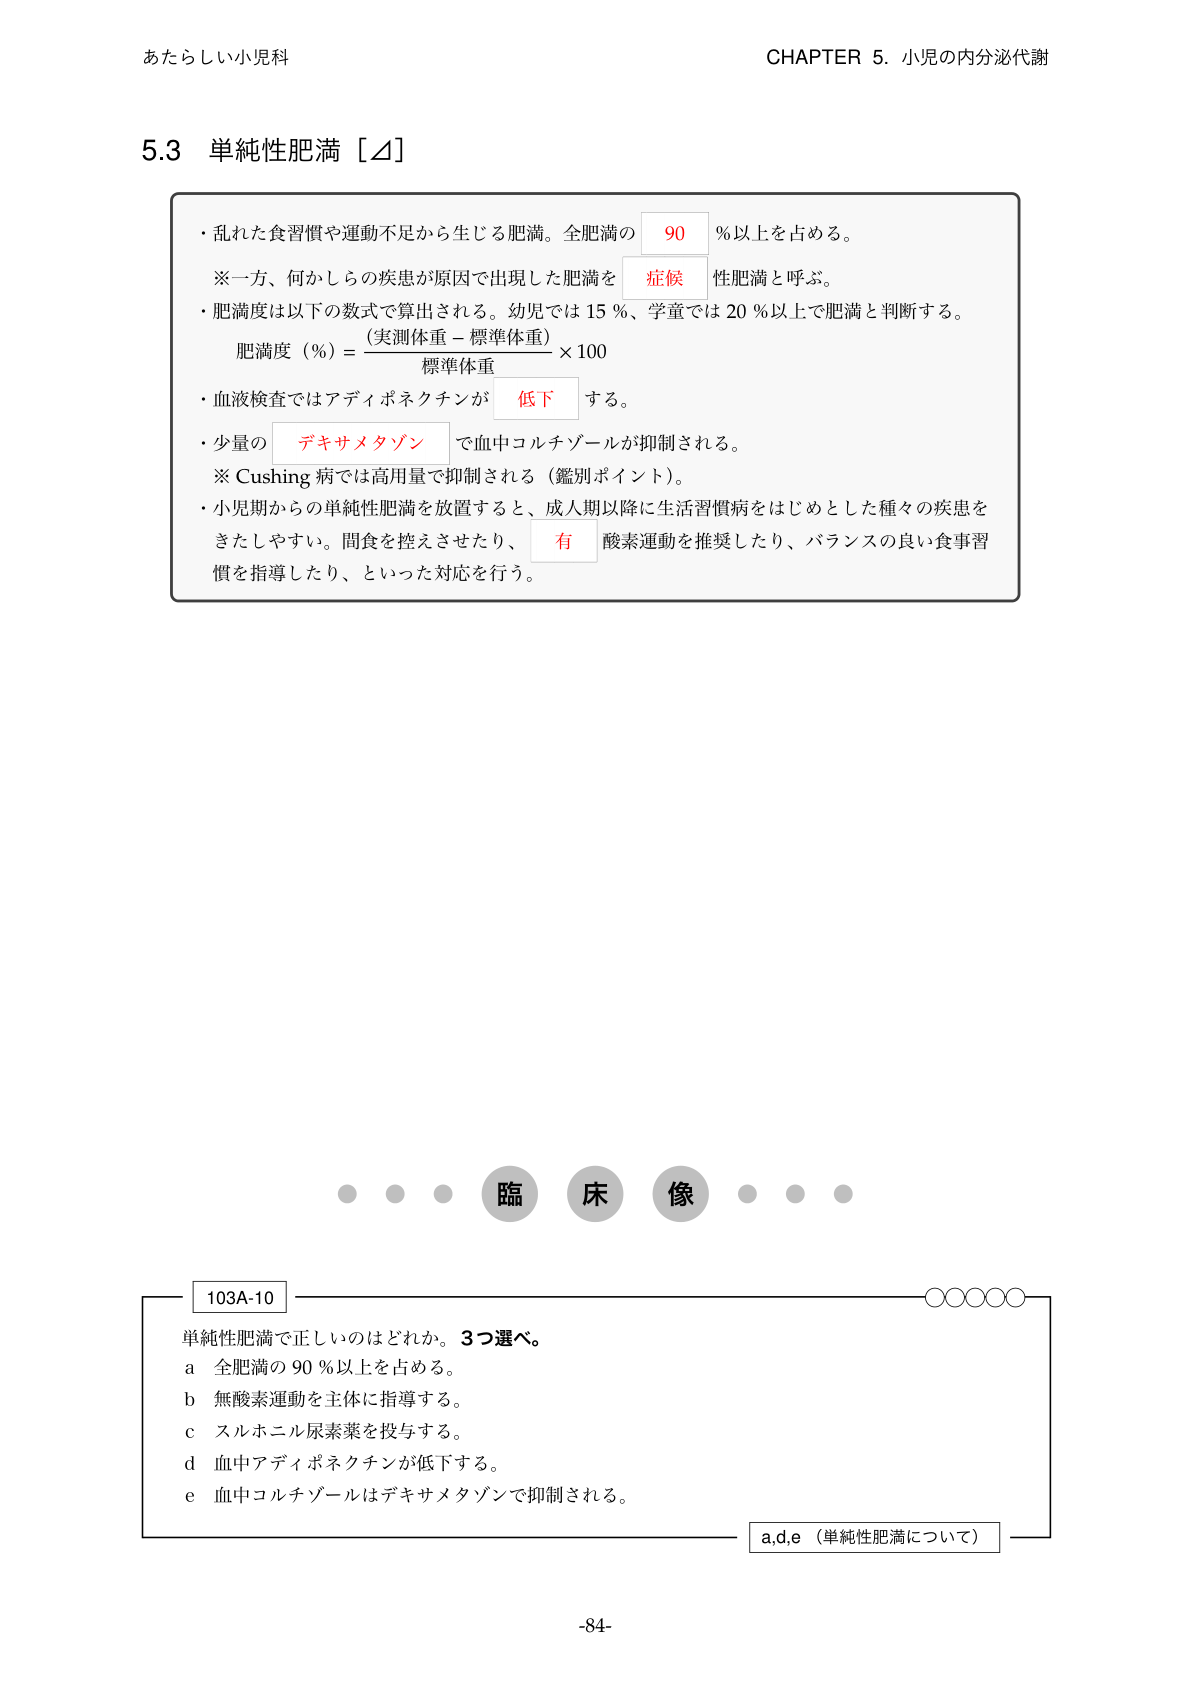 あたらしい小児科
CHAPTER 5. 小児の内分泌代謝
5.3 単純性肥満［⊿］
・乱れた食習慣や運動不足から生じる肥満。全肥満の 90 ％以上を占める。
※一方、何かしらの疾患が原因で出現した肥満を 症候 性肥満と呼ぶ。
・肥満度は以下の数式で算出される。幼児では 15 %、学童では 20 %以上で肥満と判断する。
肥満度（%）= (実測体重 – 標準体重) / 標準体重 × 100
・血液検査ではアディポネクチンが 低下 する。
・少量の デキサメタゾン で血中コルチゾールが抑制される。
※ Cushing 病では高用量で抑制される（鑑別ポイント）。
・小児期からの単純性肥満を放置すると、成人期以降に生活習慣病をはじめとした種々の疾患を
きたしやすい。間食を控えさせたり、 有 酸素運動を推奨したり、バランスの良い食事習
慣を指導したり、といった対応を行う。
臨床像
103A-10
単純性肥満で正しいのはどれか。3つ選べ。
a 全肥満の 90 %以上を占める。
b 無酸素運動を主体に指導する。
c スルホニル尿素薬を投与する。
d 血中アディポネクチンが低下する。
e 血中コルチゾールはデキサメタゾンで抑制される。
a,d,e （単純性肥満について）
-84-